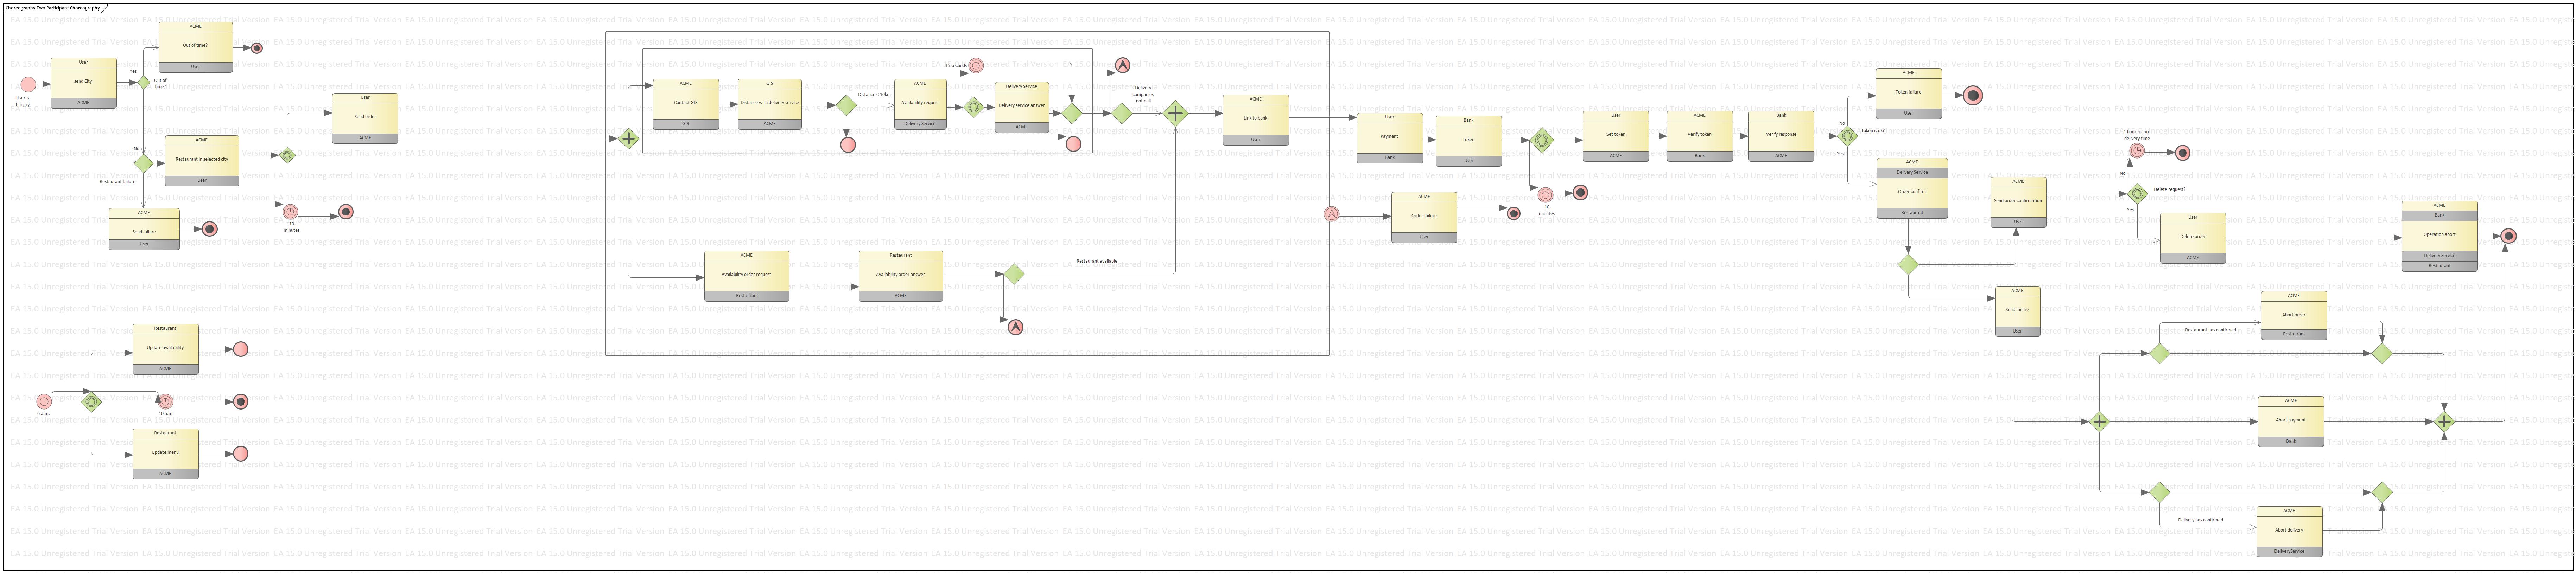 Choreography Two Participant Choreography
EA 15.0 Unregistered Trial Version
ACME
Out of time?
User
User
send City
ACME
User is
hungry
Yes
Out of
time?
User
Send order
ACME
No
ACME
Restaurant in selected city
User
Restaurant failure
ACME
Send failure
User
10
minutes
ACME
Contact GIS
GIS
GIS
Distance with delivery service
ACME
Distance < 10km
ACME
Availability request
Delivery Service
15 seconds
Delivery Service
Delivery service answer
ACME
Delivery
companies
not null
ACME
Link to bank
User
ACME
Availability order request
Restaurant
Restaurant
Availability order answer
ACME
Restaurant available
User
Payment
Bank
Bank
Token
User
10
minutes
ACME
Order failure
User
User
Get token
ACME
ACME
Verify token
Bank
Bank
Verify response
ACME
No
Token is ok?
Yes
ACME
Token failure
User
ACME
Delivery Service
Order confirm
Restaurant
ACME
Send order confirmation
User
1 hour before
delivery time
No
Delete request?
Yes
User
Delete order
ACME
ACME
Bank
Operation abort
Delivery Service
Restaurant
ACME
Send failure
User
Restaurant has confirmed
ACME
Abort order
Restaurant
ACME
Abort payment
Bank
Delivery has confirmed
ACME
Abort delivery
DeliveryService
Restaurant
Update availability
ACME
10 a.m.
Restaurant
Update menu
ACME